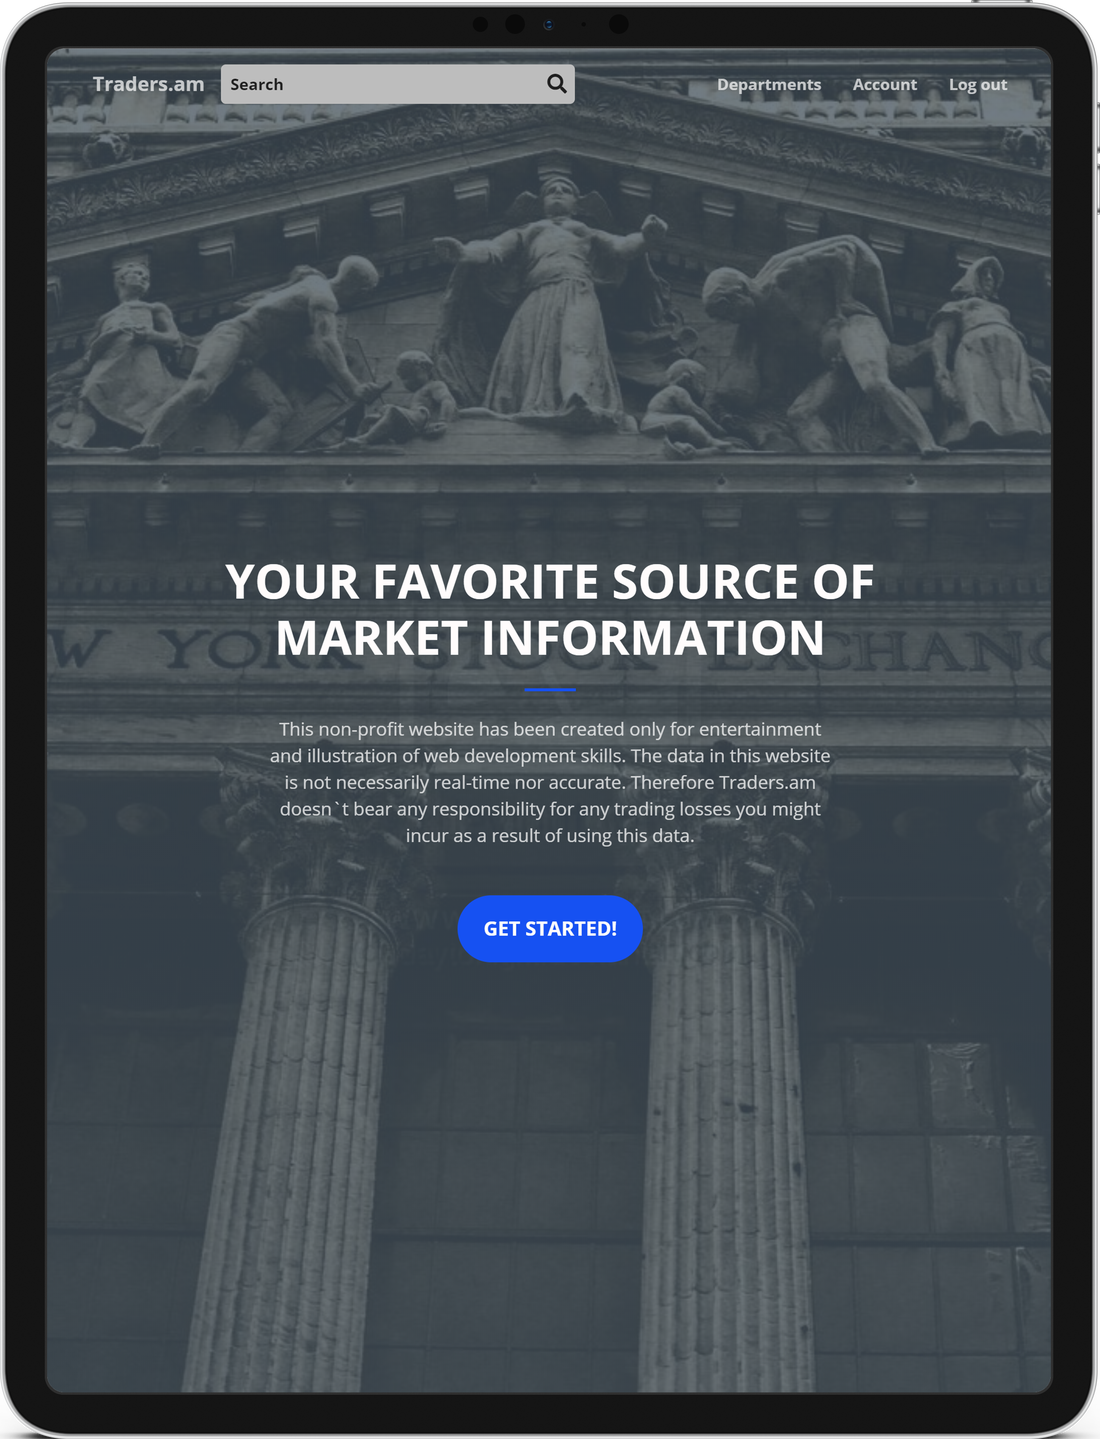 Traders.am
Search
Departments Account Log out
YOUR FAVORITE SOURCE OF
MARKET INFORMATION
W YORK STOCK EXCHANG
This non-profit website has been created only for entertainment
and illustration of web development skills. The data in this website
is not necessarily real-time nor accurate. Therefore Traders.am
doesn`t bear any responsibility for any trading losses you might
incur as a result of using this data.
GET STARTED!